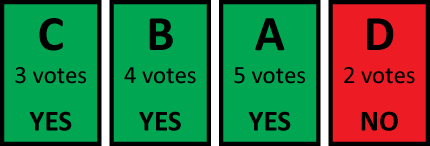 C
3 votes
YES
B
4 votes
YES
A
5 votes
YES
D
2 votes
NO